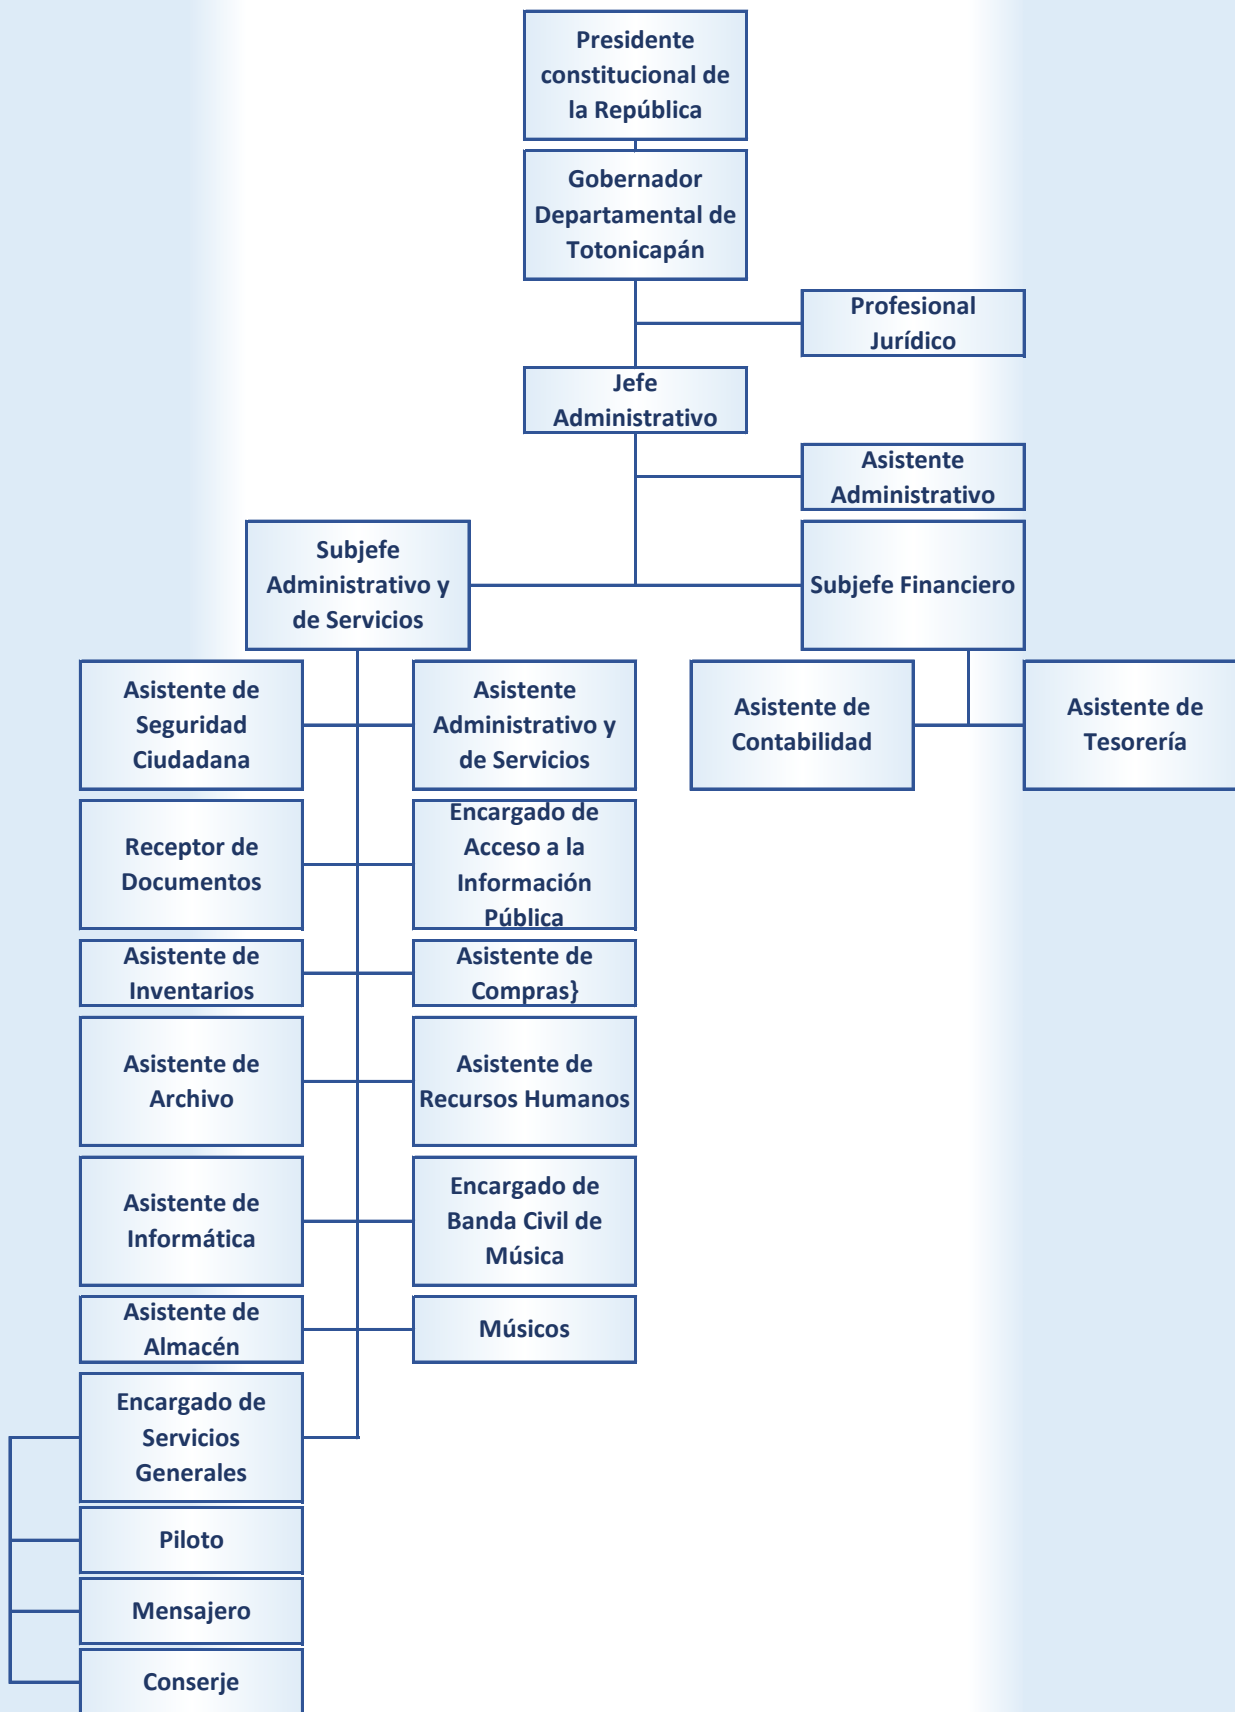 Presidente
constitucional de
la República
Gobernador
Departamental de
Totonicapán
Profesional
Jurídico
Jefe
Administrativo
Asistente
Administrativo
Subjefe
Administrativo y
de Servicios
Subjefe Financiero
Asistente de
Seguridad
Ciudadana
Asistente
Administrativo y
de Servicios
Asistente de
Contabilidad
Asistente de
Tesorería
Receptor de
Documentos
Encargado de
Acceso a la
Información
Pública
Asistente de
Inventarios
Asistente de
Compras}
Asistente de
Archivo
Asistente de
Recursos Humanos
Asistente de
Informática
Encargado de
Banda Civil de
Música
Asistente de
Almacén
Músicos
Encargado de
Servicios
Generales
Piloto
Mensajero
Conserje